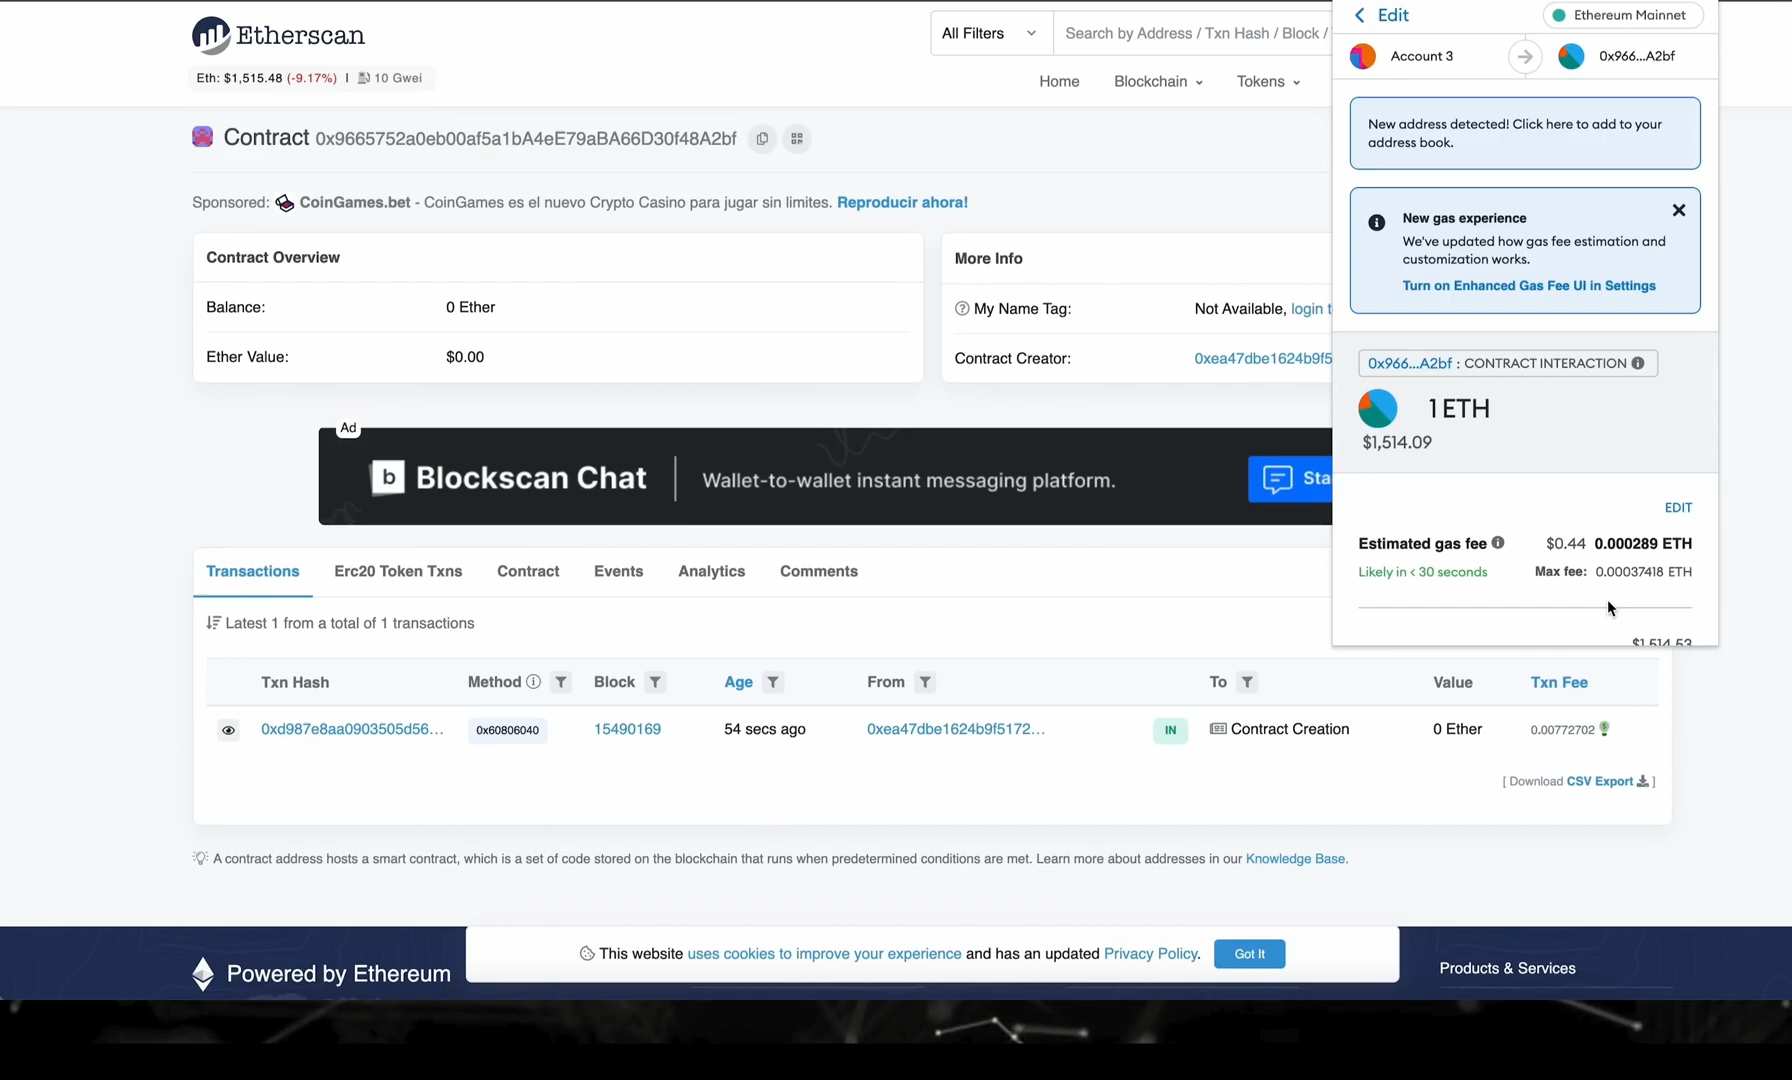 Etherscan
All Filters
Search by Address / Txn Hash / Block /
Eth: $1,515.48 (-9.17%) | 10 Gwei
Home Blockchain Tokens
Contract 0x9665752a0eb00af5a1bA4eE79aBA66D30f48A2bf
Sponsored: CoinGames.bet - CoinGames es el nuevo Crypto Casino para jugar sin limites. Reproducir ahora!
Contract Overview
Balance: 0 Ether
Ether Value: $0.00
More Info
My Name Tag: Not Available, login t
Contract Creator: 0xea47dbe1624b9f5
Ad
b Blockscan Chat
Wallet-to-wallet instant messaging platform.
Sta
Transactions Erc20 Token Txns Contract Events Analytics Comments
Latest 1 from a total of 1 transactions
Txn Hash Method Block Age From To Value Txn Fee
0xd987e8aa0903505d56... 0x60806040 15490169 54 secs ago 0xea47dbe1624b9f5172... IN Contract Creation 0 Ether 0.00772702
[ Download CSV Export ]
A contract address hosts a smart contract, which is a set of code stored on the blockchain that runs when predetermined conditions are met. Learn more about addresses in our Knowledge Base.
Powered by Ethereum
This website uses cookies to improve your experience and has an updated Privacy Policy.
Got It
Products & Services
Edit
Ethereum Mainnet
Account 3
0x966...A2bf
New address detected! Click here to add to your
address book.
New gas experience
We've updated how gas fee estimation and
customization works.
Turn on Enhanced Gas Fee UI in Settings
0x966...A2bf : CONTRACT INTERACTION
1 ETH
$1,514.09
EDIT
Estimated gas fee $0.44 0.000289 ETH
Likely in < 30 seconds Max fee: 0.00037418 ETH
$1,514.53